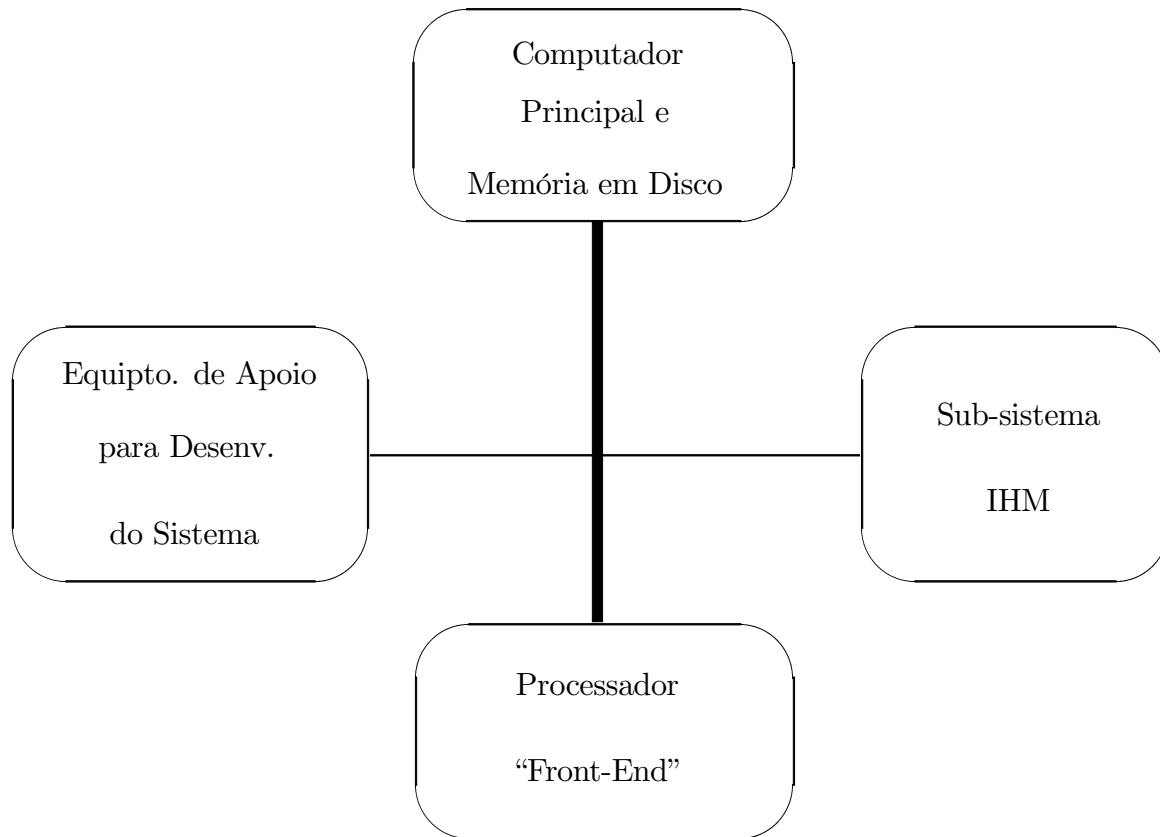 Computador
Principal e
Memória em Disco
Equipto. de Apoio
para Desenv.
do Sistema
Sub-sistema
IHM
Processador
“Front-End”